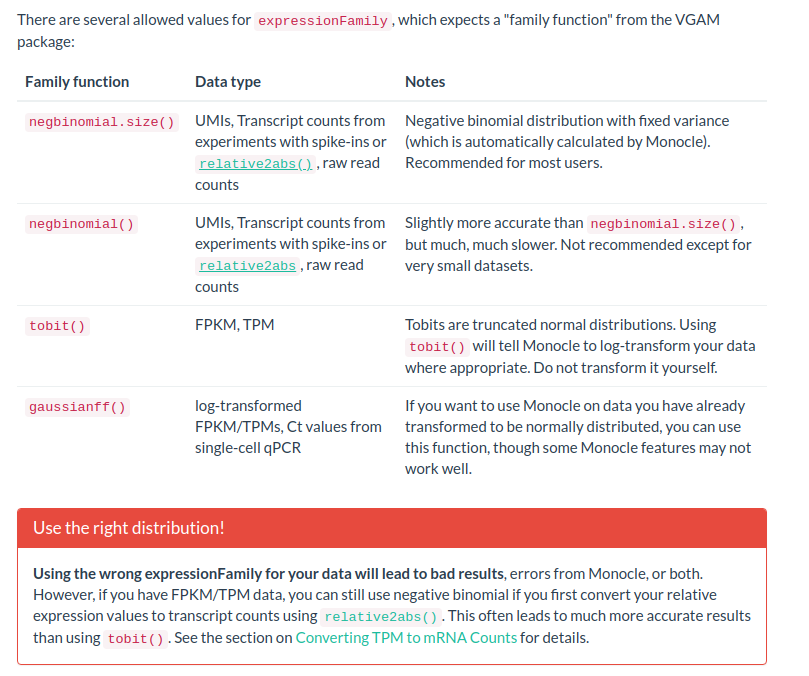 There are several allowed values for expressionFamily, which expects a "family function" from the VGAM
package:
Family function Data type Notes
negbinomial.size() UMIs, Transcript counts from Negative binomial distribution with fixed variance
experiments with spike-ins or (which is automatically calculated by Monocle).
relative2abs(), raw read Recommended for most users.
counts
negbinomial() UMIs, Transcript counts from Slightly more accurate than negbinomial.size(),
experiments with spike-ins or but much, much slower. Not recommended except for
relative2abs, raw read very small datasets.
counts
tobit() FPKM, TPM Tobits are truncated normal distributions. Using
tobit() will tell Monocle to log-transform your data
where appropriate. Do not transform it yourself.
gaussianff() log-transformed If you want to use Monocle on data you have already
FPKM/TPMs, Ct values from transformed to be normally distributed, you can use
single-cell qPCR this function, though some Monocle features may not
work well.
Use the right distribution!
Using the wrong expressionFamily for your data will lead to bad results, errors from Monocle, or both.
However, if you have FPKM/TPM data, you can still use negative binomial if you first convert your relative
expression values to transcript counts using relative2abs(). This often leads to much more accurate results
than using tobit(). See the section on Converting TPM to mRNA Counts for details.